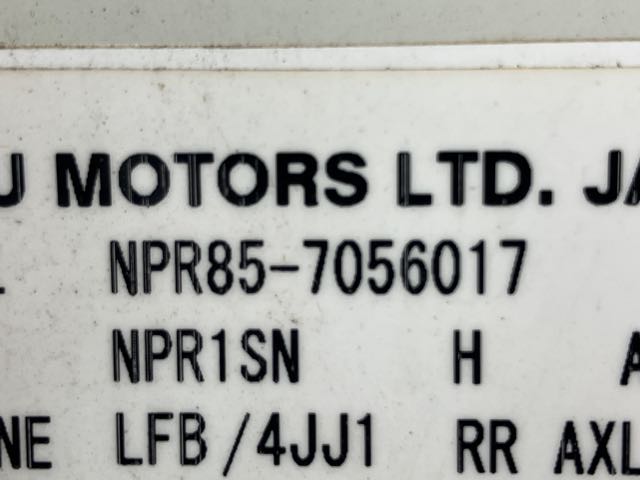 U MOTORS LTD. JA
L NPR85-7056017
NPR1SN H A
NE LFB/4JJ1 RR AXL